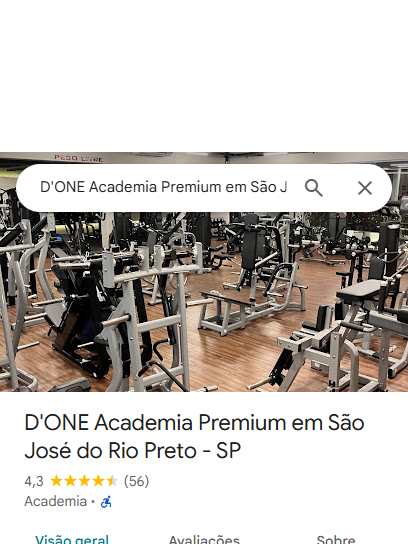 PESO LIVRE
D'ONE Academia Premium em São J
D'ONE Academia Premium em São
José do Rio Preto - SP
4,3 (56)
Academia ·
Visão geral Avaliações Sobre